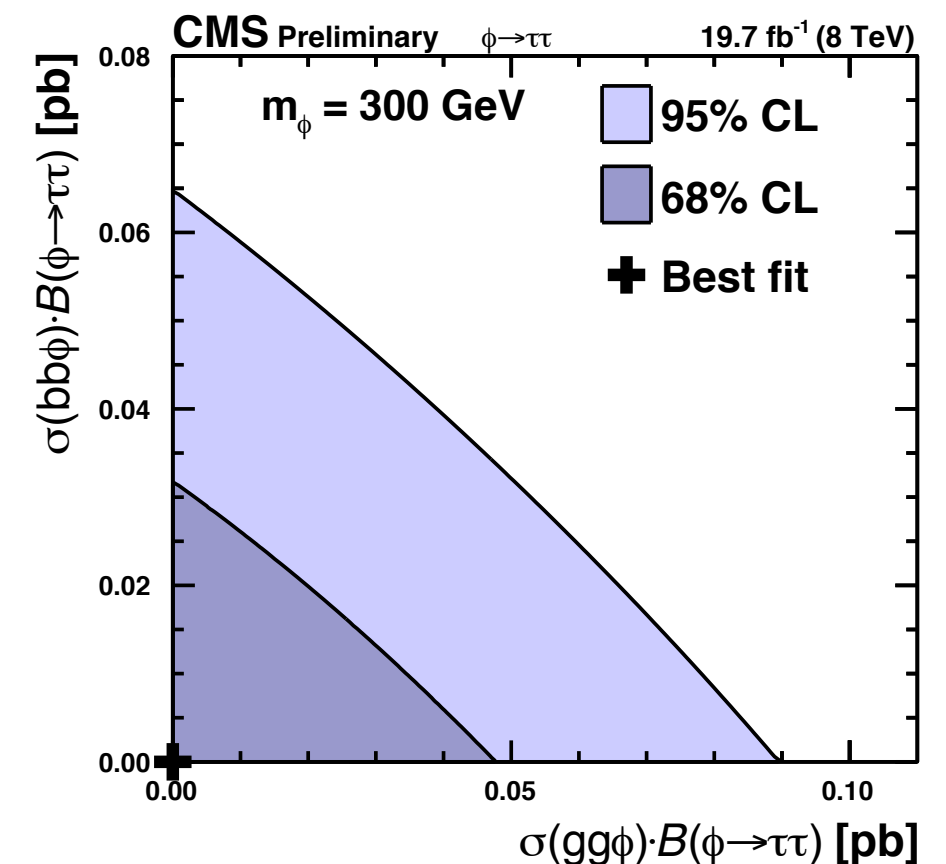 CMS Preliminary ϕ→ττ 19.7 fb⁻¹ (8 TeV)
m_ϕ = 300 GeV
95% CL
68% CL
Best fit
σ(bbϕ)·B(ϕ→ττ) [pb]
0.08
0.06
0.04
0.02
0.00
0.00 0.05 0.10
σ(ggϕ)·B(ϕ→ττ) [pb]